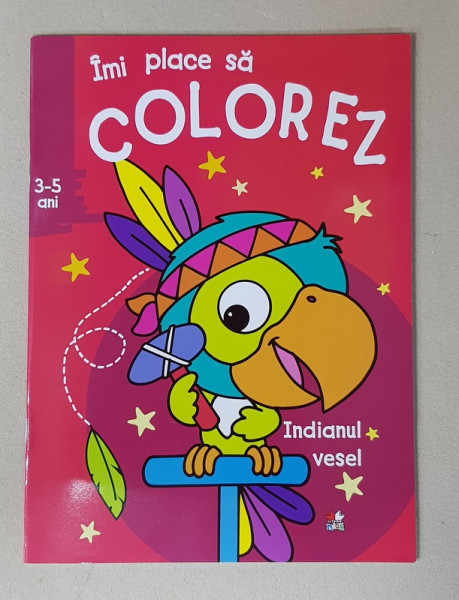 Îmi place să
COLOREZ
3-5
ani
Indianul
vesel